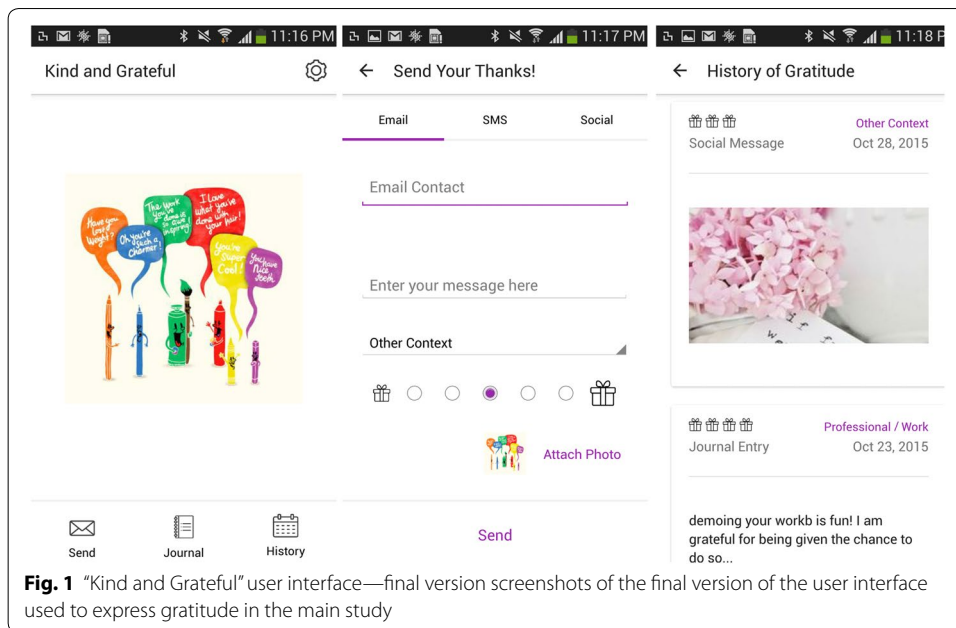 11:16 PM
Kind and Grateful
Have you lost Weight?
Oh you're such a Charmer!
The Work you've done is so awe inspiring
I Love what you've done with your hair!
You're Super Cool!
You have Nice teeth
Send
Journal
History
11:17 PM
Send Your Thanks!
Email SMS Social
Email Contact
Enter your message here
Other Context
Attach Photo
Send
11:18 P
History of Gratitude
Other Context
Social Message Oct 28, 2015
Professional / Work
Journal Entry Oct 23, 2015
demoing your workb is fun! I am
grateful for being given the chance to
do so...
Fig. 1 "Kind and Grateful" user interface—final version screenshots of the final version of the user interface
used to express gratitude in the main study